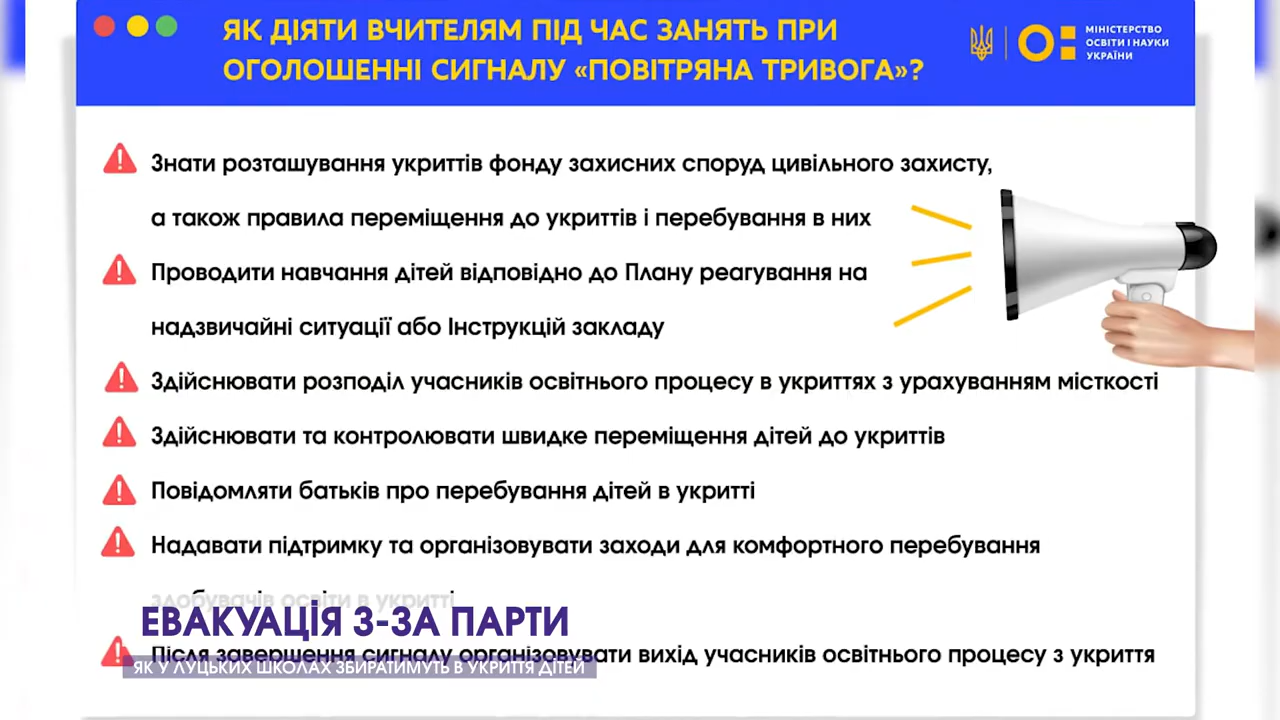 ЯК ДІЯТИ ВЧИТЕЛЯМ ПІД ЧАС ЗАНЯТЬ ПРИ
ОГОЛОШЕННІ СИГНАЛУ «ПОВІТРЯНА ТРИВОГА»?
МІНІСТЕРСТВО
ОСВІТИ І НАУКИ
УКРАЇНИ
Знати розташування укриттів фонду захисних споруд цивільного захисту,
а також правила переміщення до укриттів і перебування в них
Проводити навчання дітей відповідно до Плану реагування на
надзвичайні ситуації або Інструкцій закладу
Здійснювати розподіл учасників освітнього процесу в укриттях з урахуванням місткості
Здійснювати та контролювати швидке переміщення дітей до укриттів
Повідомляти батьків про перебування дітей в укритті
Надавати підтримку та організовувати заходи для комфортного перебування
здобувачів освіти в укритті
ЕВАКУАЦІЯ З-ЗА ПАРТИ
Після завершення сигналу організовувати вихід учасників освітнього процесу з укриття
ЯК У ЛУЦЬКИХ ШКОЛАХ ЗБИРАТИМУТЬ В УКРИТТЯ ДІТЕЙ